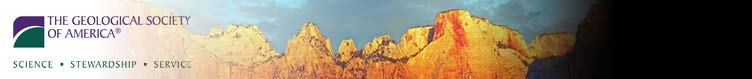 THE GEOLOGICAL SOCIETY
OF AMERICA®
SCIENCE • STEWARDSHIP • SERVICE